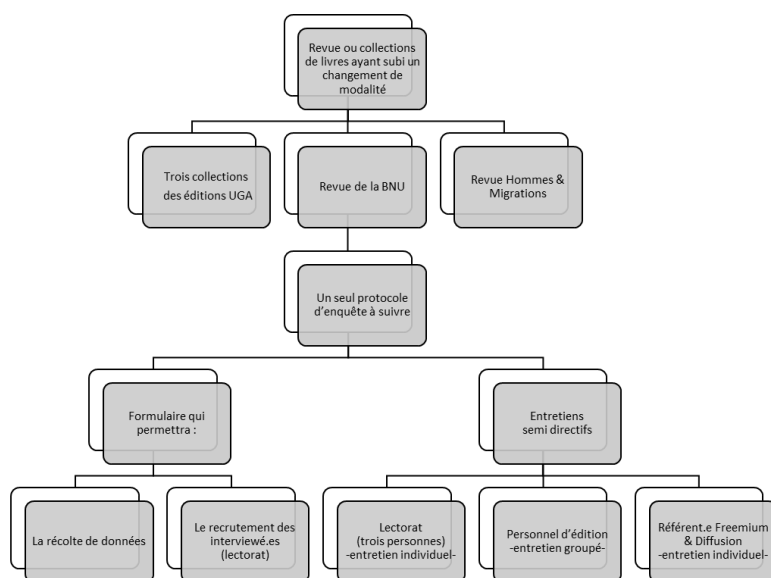 Revue ou collections
de livres ayant subi un
changement de
modalité
Trois collections
des éditions UGA
Revue de la BNU
Revue Hommes &
Migrations
Un seul protocole
d'enquête à suivre
Formulaire qui
permettra :
Entretiens
semi directifs
La récolte de données
Le recrutement des
interviewé.es
(lectorat)
Lectorat
(trois personnes)
-entretien individuel-
Personnel d'édition
-entretien groupé-
Référent.e Freemium
& Diffusion
-entretien individuel-